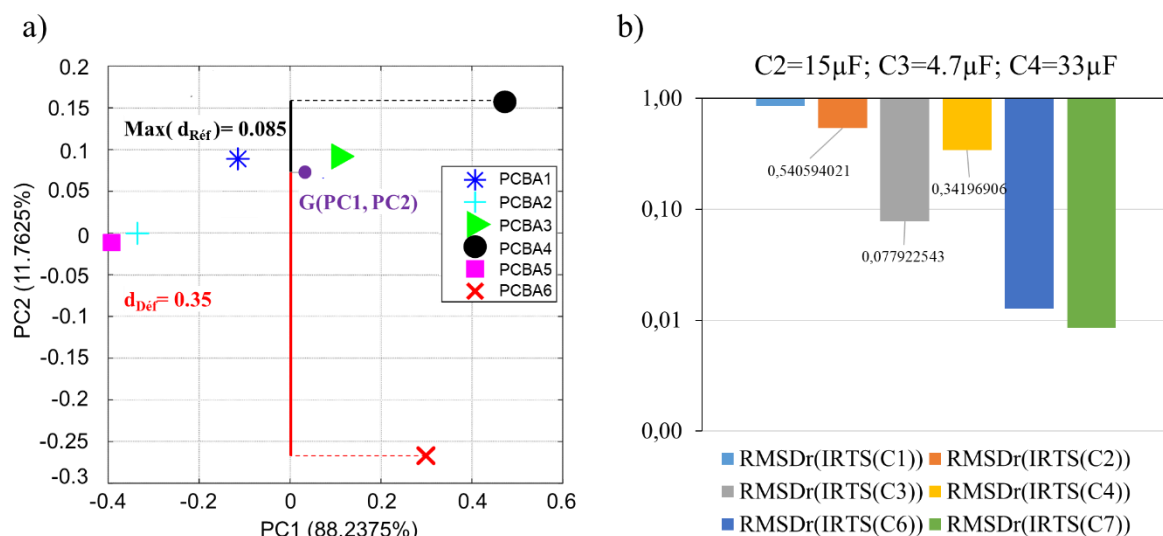 a)
0.2
0.15
0.1
0.05
0
-0.05
-0.1
-0.15
-0.2
-0.25
-0.3
PC2 (11.7625%)
Max( dRéf)= 0.085
G(PC1, PC2)
dDéf= 0.35
PCBA1
PCBA2
PCBA3
PCBA4
PCBA5
PCBA6
-0.4
-0.2
0
0.2
0.4
0.6
PC1 (88.2375%)
b)
C2=15µF; C3=4.7µF; C4=33µF
1,00
0,10
0,01
0,00
0,540594021
0,077922543
0,34196906
RMSDr(IRTS(C1))
RMSDr(IRTS(C2))
RMSDr(IRTS(C3))
RMSDr(IRTS(C4))
RMSDr(IRTS(C6))
RMSDr(IRTS(C7))